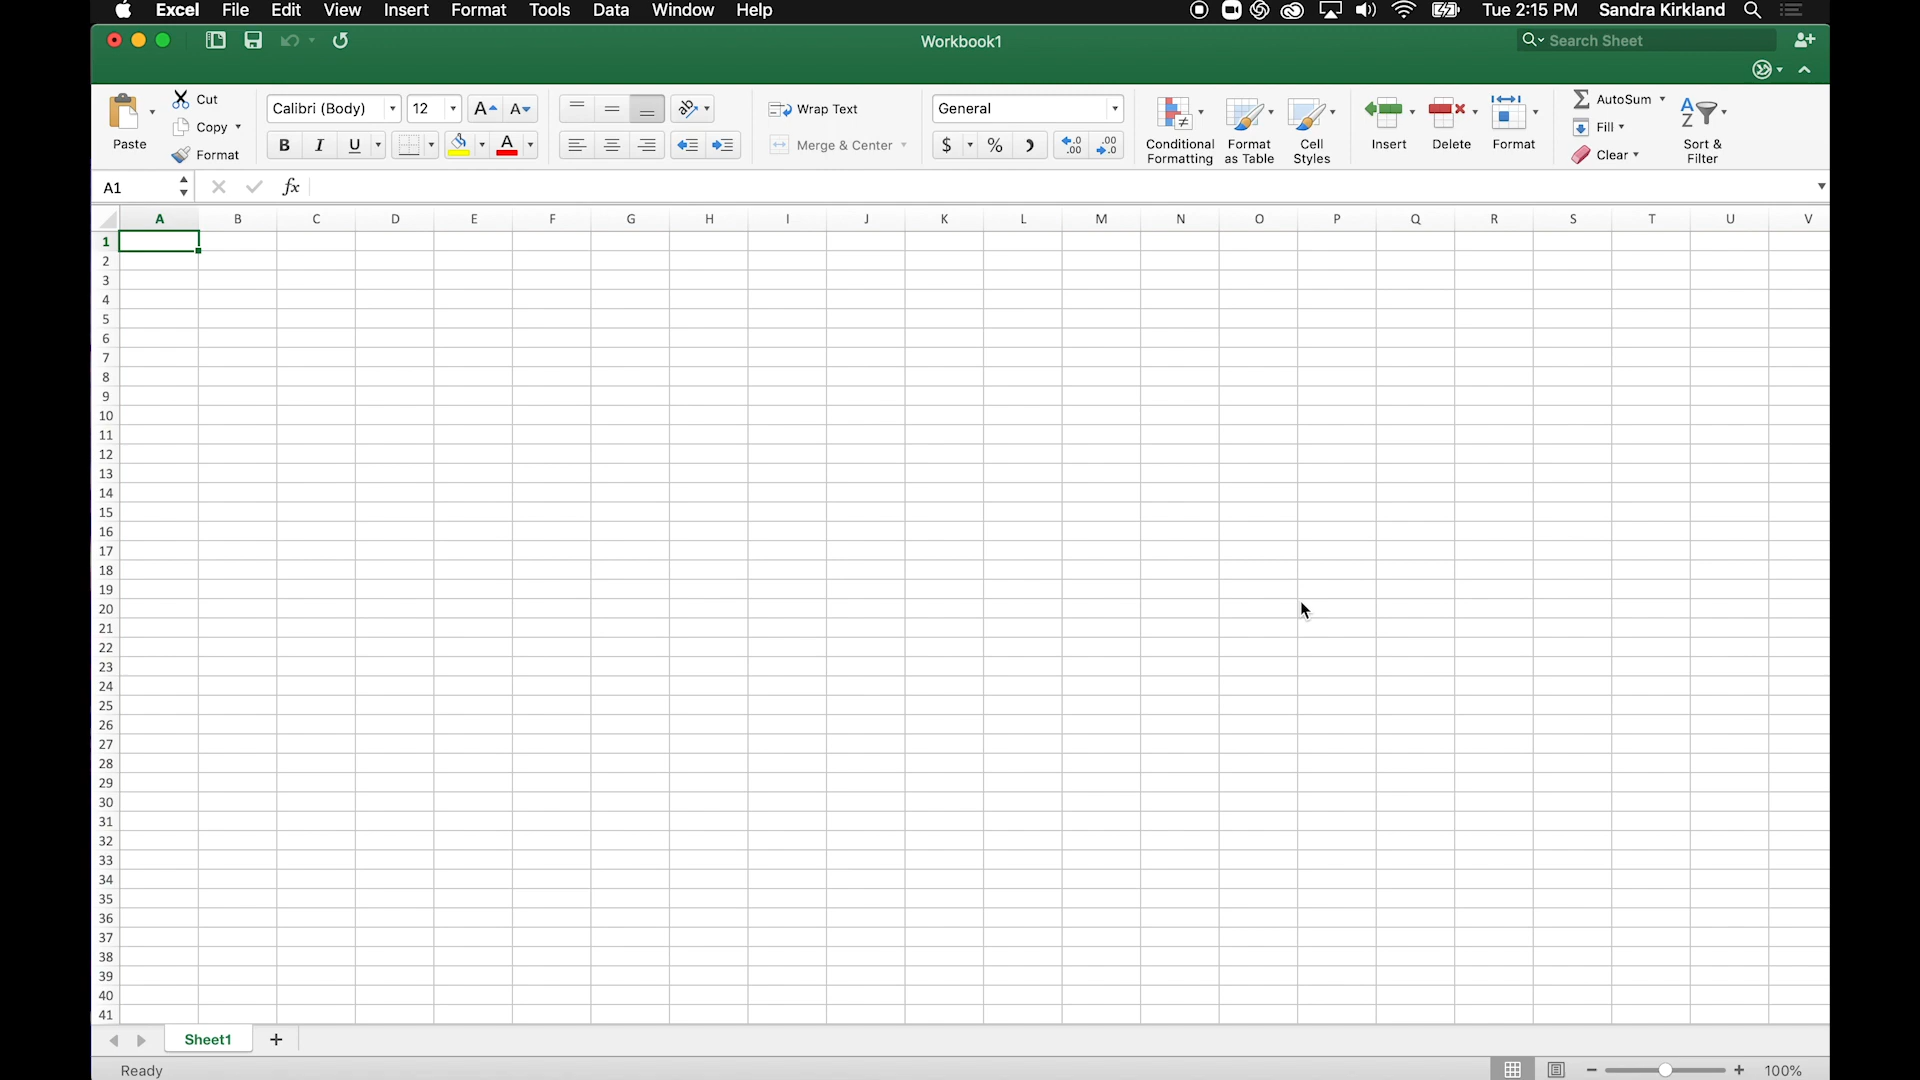 Excel File Edit View Insert Format Tools Data Window Help Tue 2:15 PM Sandra Kirkland
Workbook1 Search Sheet
Paste Cut Copy Format
Calibri (Body) 12 A A
B I U A
Wrap Text
Merge & Center
General
$ %
Conditional Formatting
Format as Table
Cell Styles
Insert Delete Format
AutoSum
Fill
Clear
Sort & Filter
A1 fx
A B C D E F G H I J K L M N O P Q R S T U V
1
2
3
4
5
6
7
8
9
10
11
12
13
14
15
16
17
18
19
20
21
22
23
24
25
26
27
28
29
30
31
32
33
34
35
36
37
38
39
40
41
Sheet1 +
Ready 100%